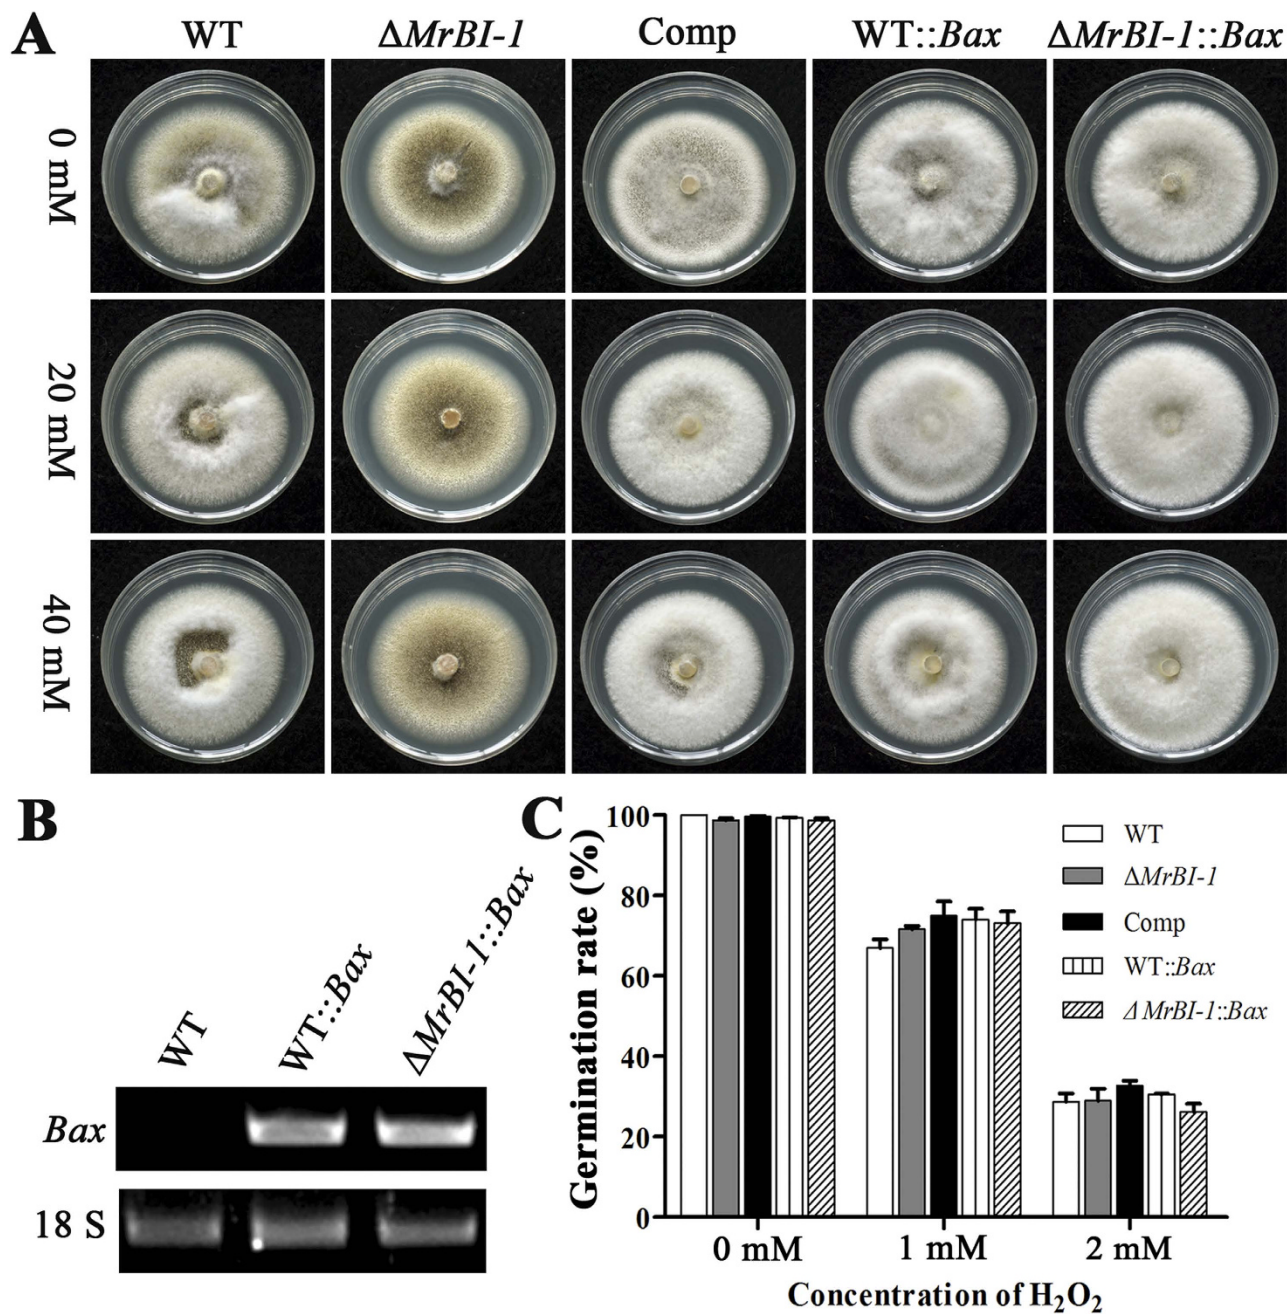 A
WT
ΔMrBI-1
Comp
WT::Bax
ΔMrBI-1::Bax
0 mM
20 mM
40 mM
B
WT
WT::Bax
ΔMrBI-1::Bax
Bax
18 S
C
Germination rate (%)
100
80
60
40
20
0
0 mM
1 mM
2 mM
Concentration of H₂O₂
WT
ΔMrBI-1
Comp
WT::Bax
Δ MrBI-1::Bax